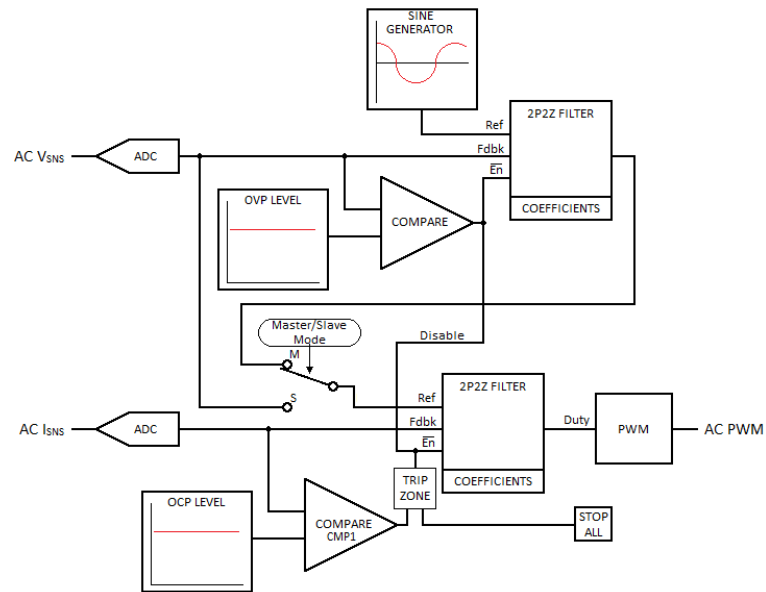 SINE
GENERATOR
2P2Z FILTER
Ref
Fdbk
En
COEFFICIENTS
AC VSNS
ADC
OVP LEVEL
COMPARE
Master/Slave
Mode
Disable
M
S
2P2Z FILTER
Ref
Fdbk
En
COEFFICIENTS
Duty
PWM
AC PWM
AC ISNS
ADC
TRIP
ZONE
OCP LEVEL
COMPARE
CMP1
STOP
ALL